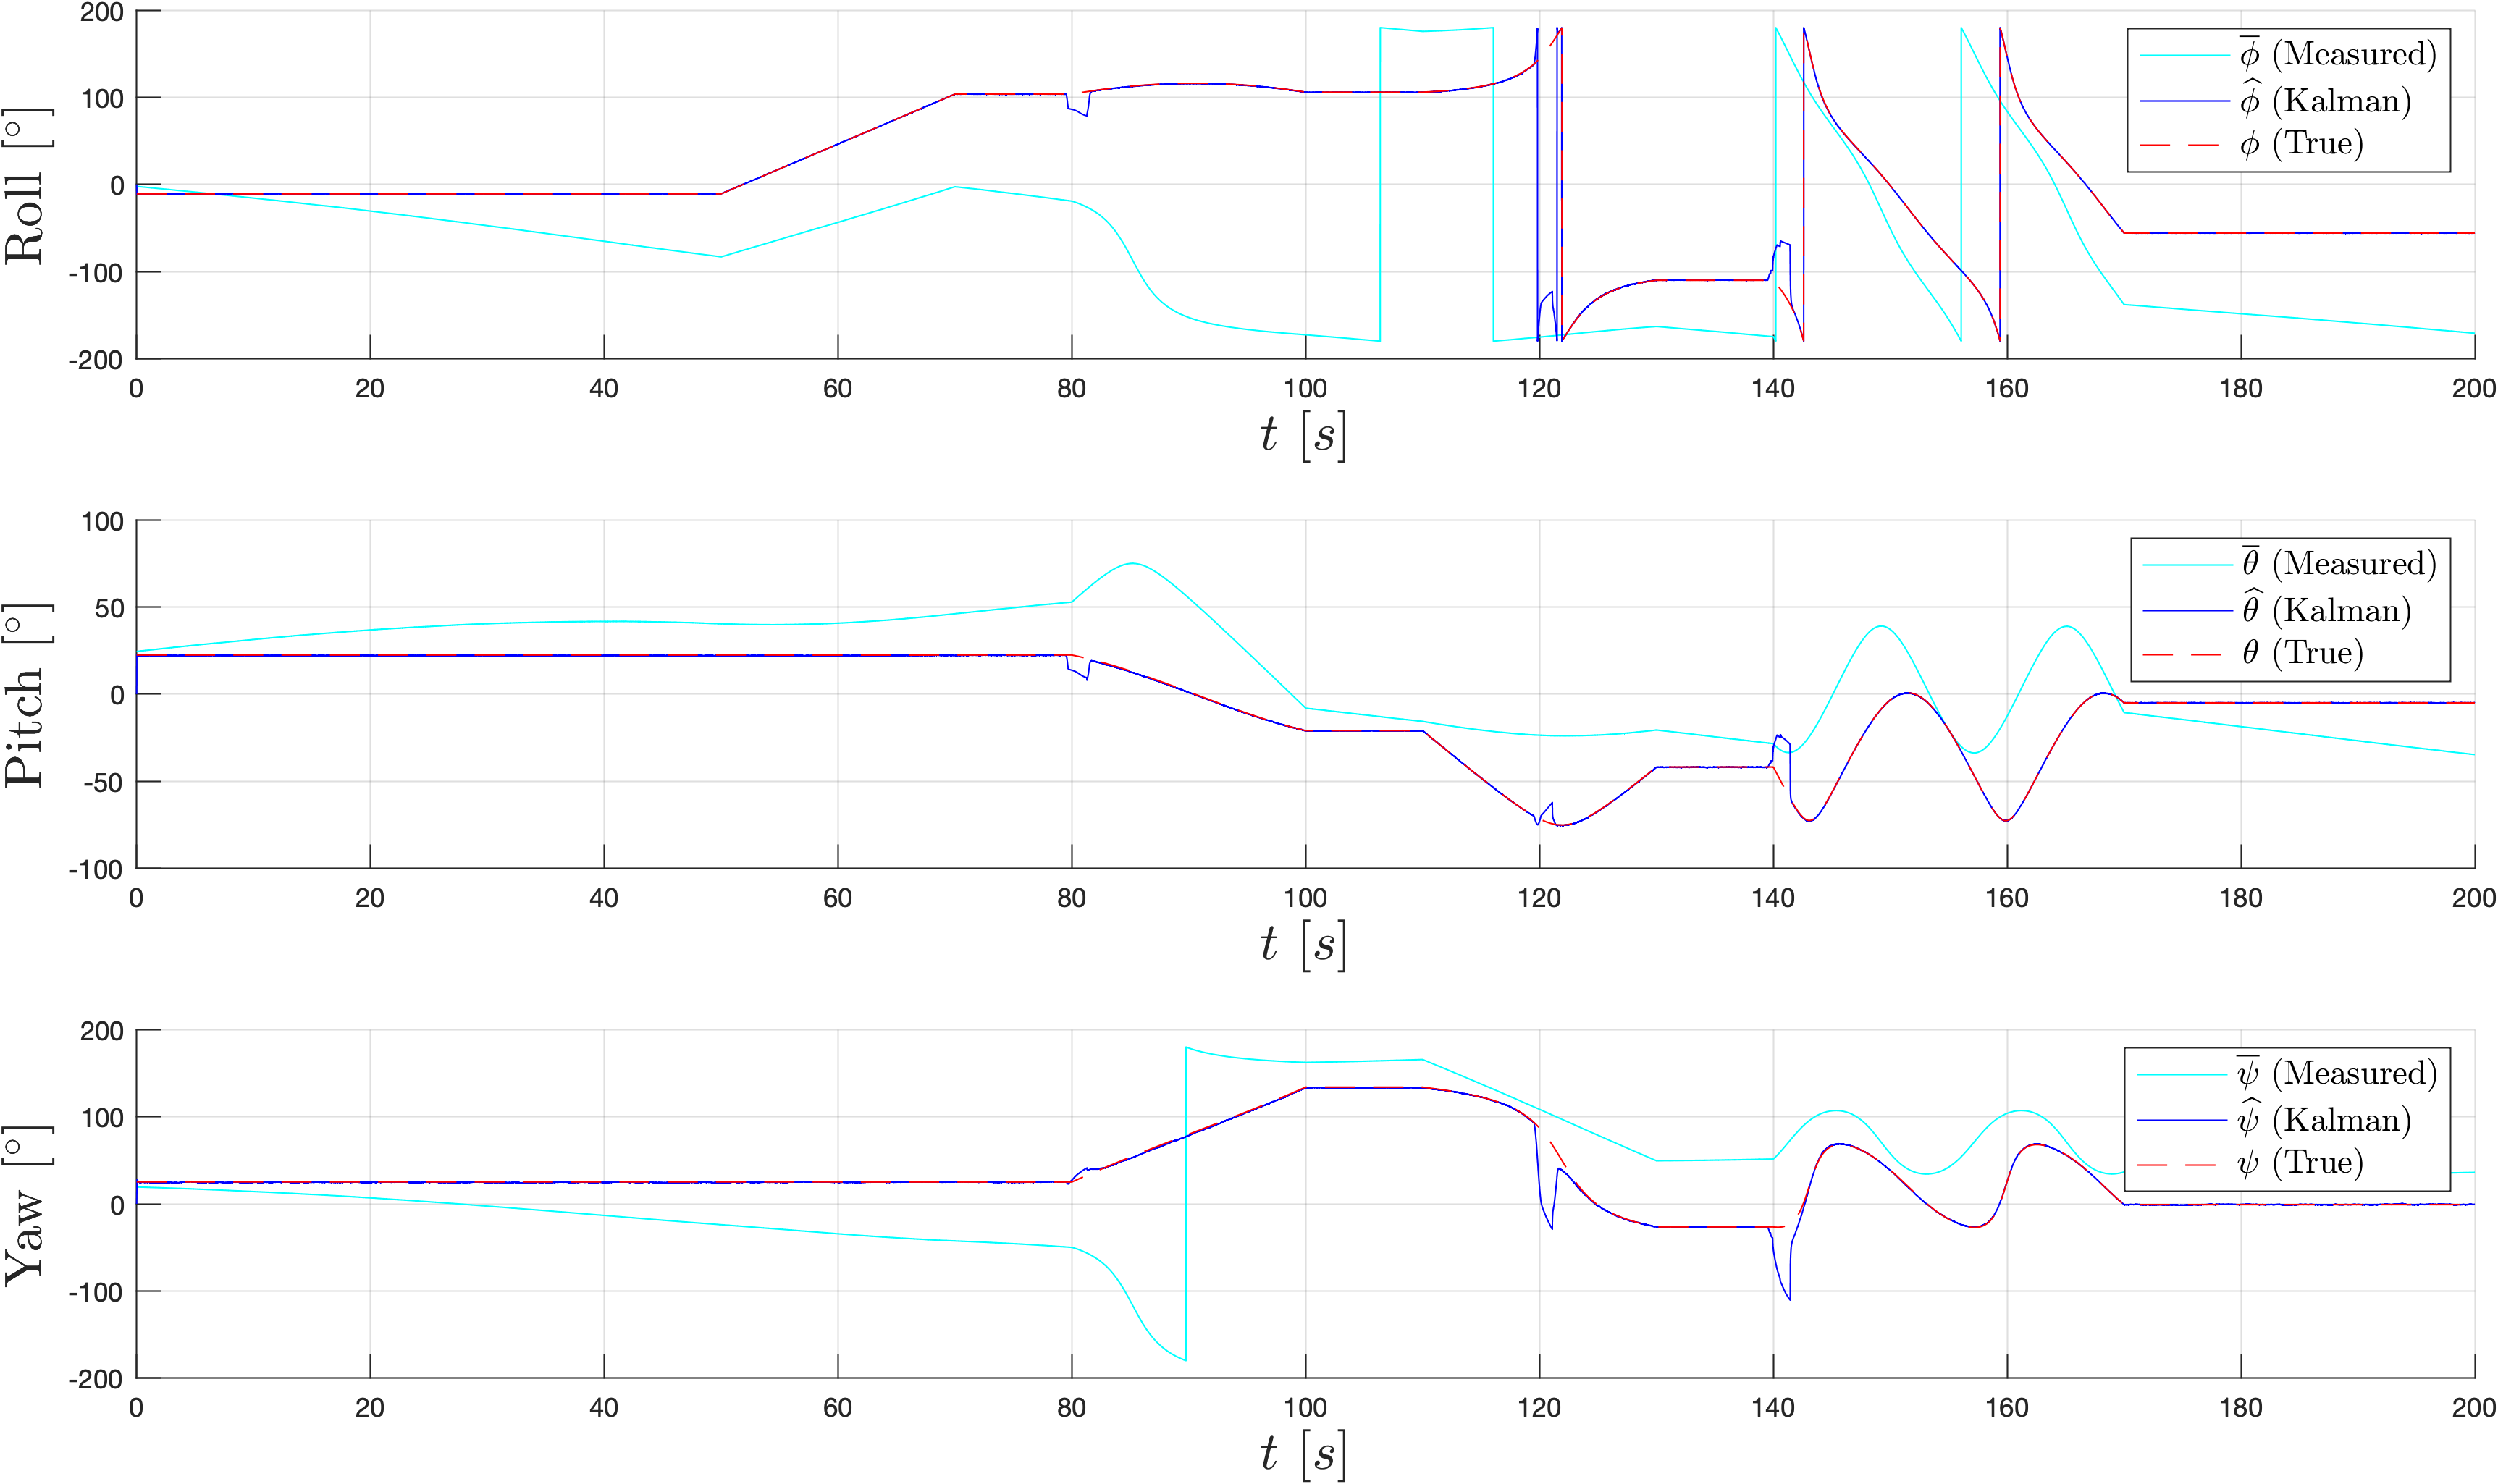 Roll [°]
200
100
0
-100
-200
0 20 40 60 80 100 120 140 160 180 200
t [s]
ϕ̅ (Measured)
ϕ̂ (Kalman)
ϕ (True)
Pitch [°]
100
50
0
-50
-100
0 20 40 60 80 100 120 140 160 180 200
t [s]
θ̅ (Measured)
θ̂ (Kalman)
θ (True)
Yaw [°]
200
100
0
-100
-200
0 20 40 60 80 100 120 140 160 180 200
t [s]
ψ̅ (Measured)
ψ̂ (Kalman)
ψ (True)